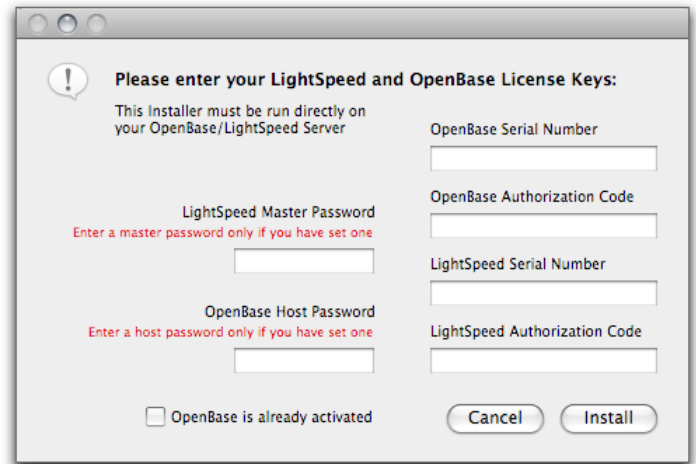 Please enter your LightSpeed and OpenBase License Keys:
This Installer must be run directly on
your OpenBase/LightSpeed Server
LightSpeed Master Password
Enter a master password only if you have set one
OpenBase Host Password
Enter a host password only if you have set one
OpenBase is already activated
OpenBase Serial Number
OpenBase Authorization Code
LightSpeed Serial Number
LightSpeed Authorization Code
Cancel
Install